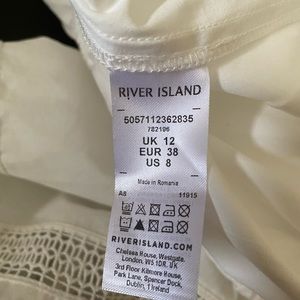 RIVER ISLAND
5057112362835
782196
UK 12
EUR 38
US 8
Made in Romania
A8 11915
RIVERISLAND.COM
Chelsea House, Westgate,
London, W5 1DR, UK
3rd Floor Kilmore House,
Park Lane, Spencer Dock,
Dublin, 1 Ireland